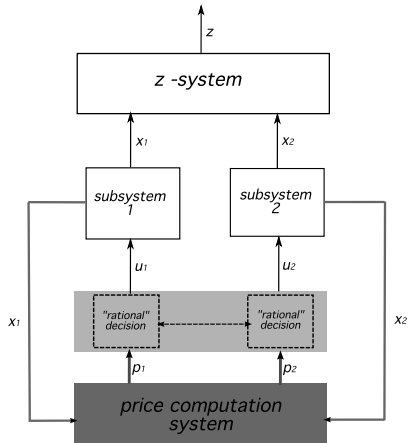 z
z -system
x1
x2
subsystem
1
subsystem
2
u1
u2
x1
x2
"rational"
decision
"rational"
decision
p1
p2
price computation
system